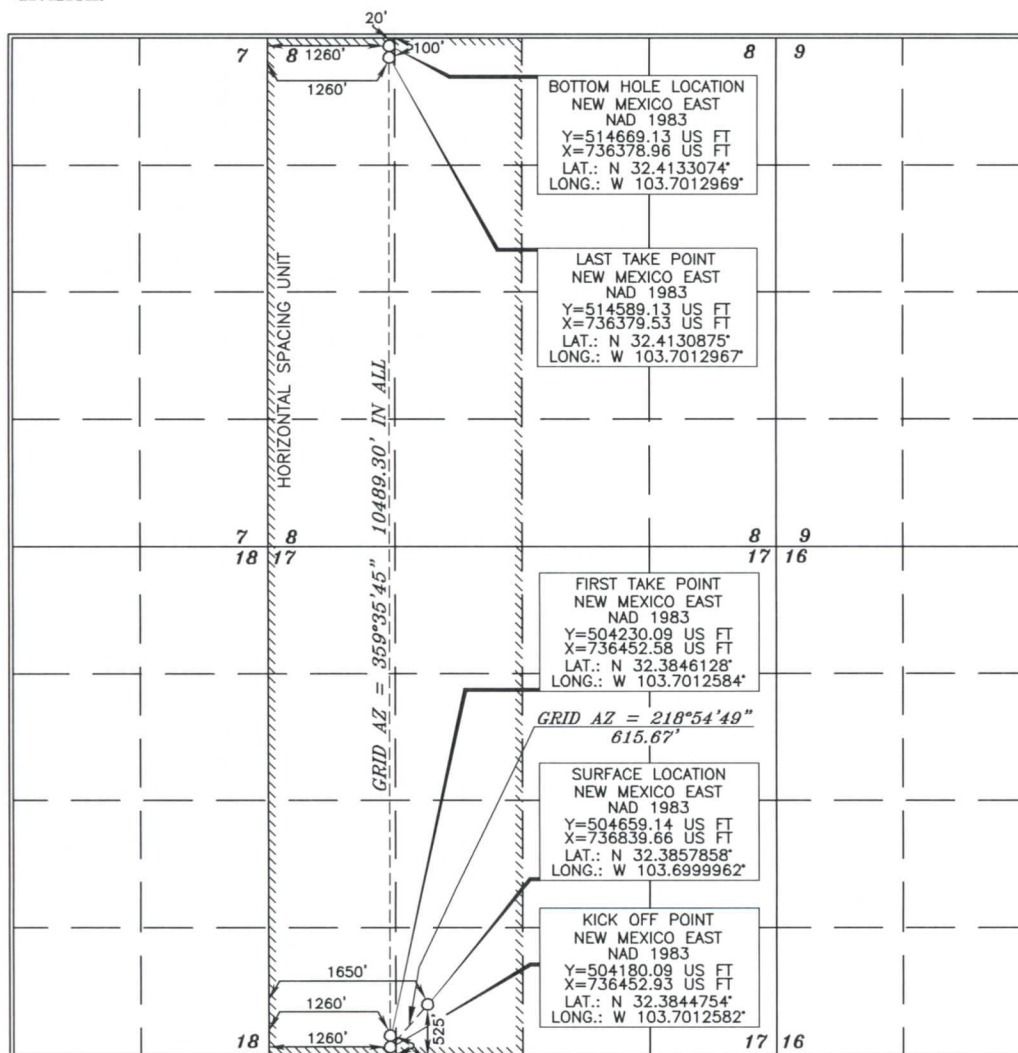 20'
7 8
1260'
100'
8 9
1260'
BOTTOM HOLE LOCATION
NEW MEXICO EAST
NAD 1983
Y=514669.13 US FT
X=736378.96 US FT
LAT.: N 32.4133074°
LONG.: W 103.7012969°
LAST TAKE POINT
NEW MEXICO EAST
NAD 1983
Y=514589.13 US FT
X=736379.53 US FT
LAT.: N 32.4130875°
LONG.: W 103.7012967°
HORIZONTAL SPACING UNIT
GRID AZ = 359°35'45" 10489.30' IN ALL
7 8
18 17
8 9
17 16
FIRST TAKE POINT
NEW MEXICO EAST
NAD 1983
Y=504230.09 US FT
X=736452.58 US FT
LAT.: N 32.3846128°
LONG.: W 103.7012584°
GRID AZ = 218°54'49"
615.67'
SURFACE LOCATION
NEW MEXICO EAST
NAD 1983
Y=504659.14 US FT
X=736839.66 US FT
LAT.: N 32.3857858°
LONG.: W 103.6999962°
KICK OFF POINT
NEW MEXICO EAST
NAD 1983
Y=504180.09 US FT
X=736452.93 US FT
LAT.: N 32.3844754°
LONG.: W 103.7012582°
1650'
1260'
525'
18
1260'
17 16